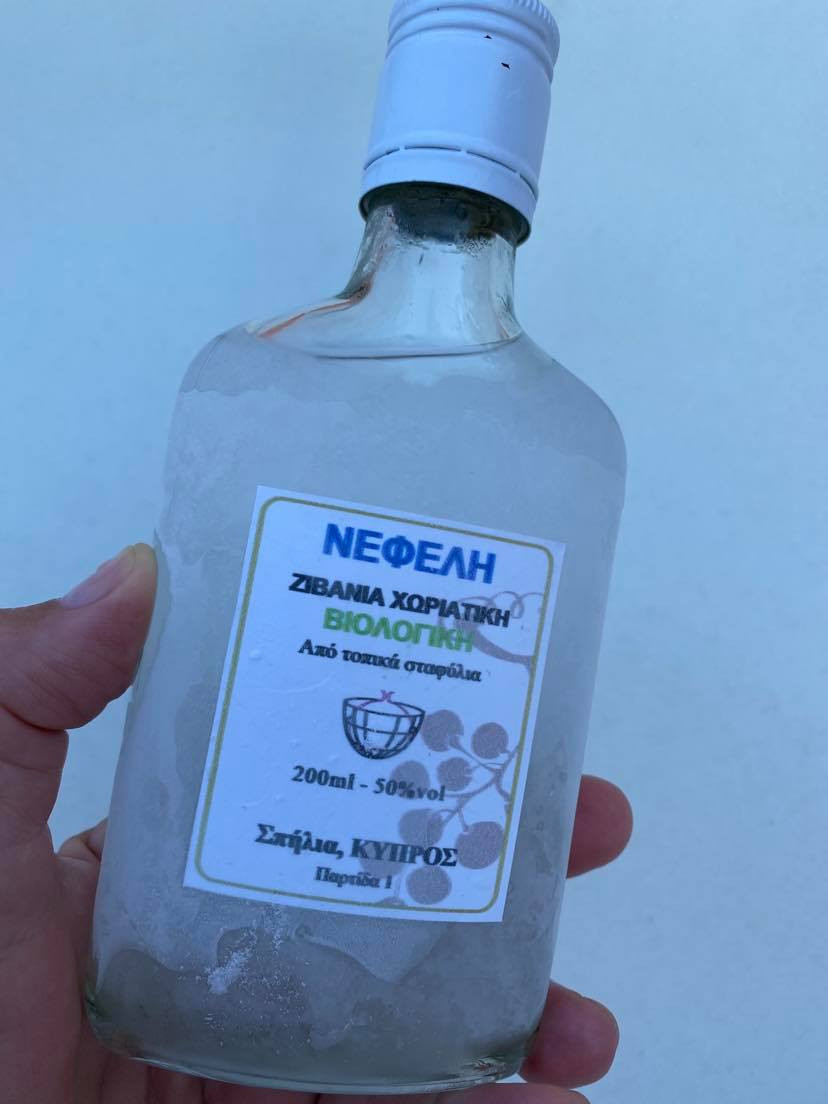 ΝΕΦΕΛΗ
ΖΙΒΑΝΙΑ ΧΩΡΙΑΤΙΚΗ
ΒΙΟΛΟΓΙΚΗ
Από τοπικά σταφύλια
200ml - 50%vol
Σπήλια, ΚΥΠΡΟΣ
Παρτίδα 1